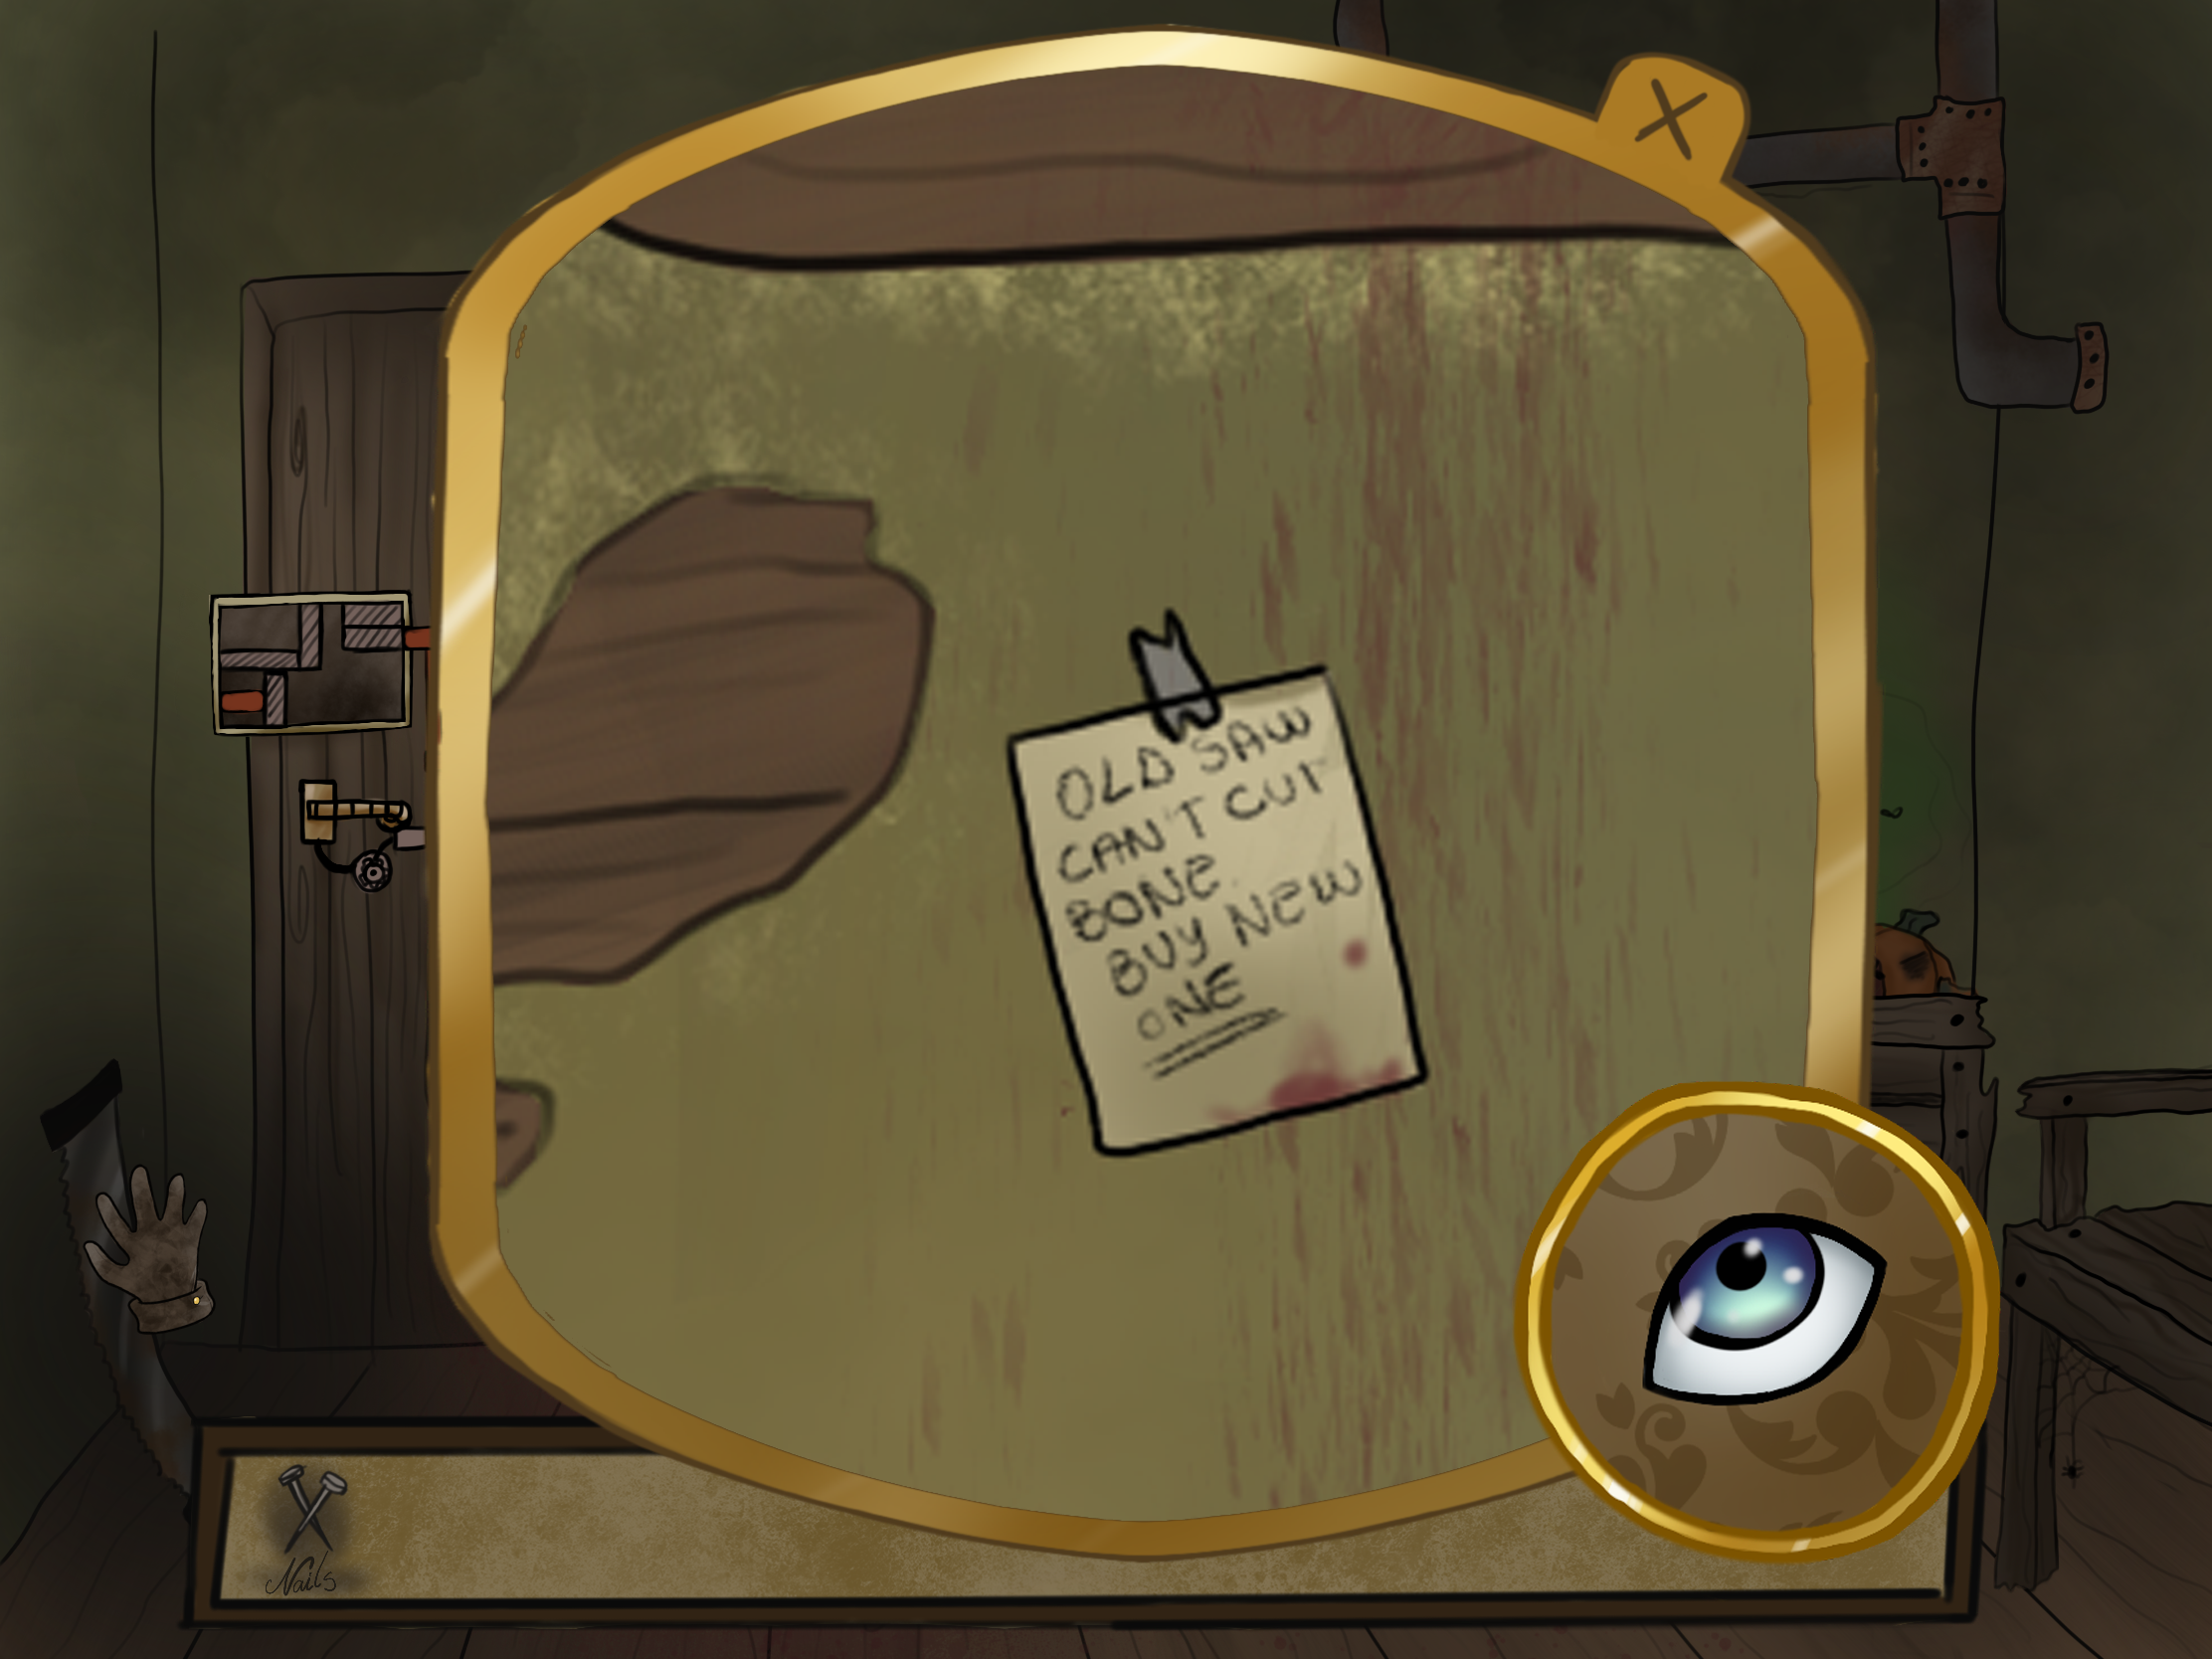 OLD SAW
CAN'T CUT
BONE
BUY NEW
ONE
Nails